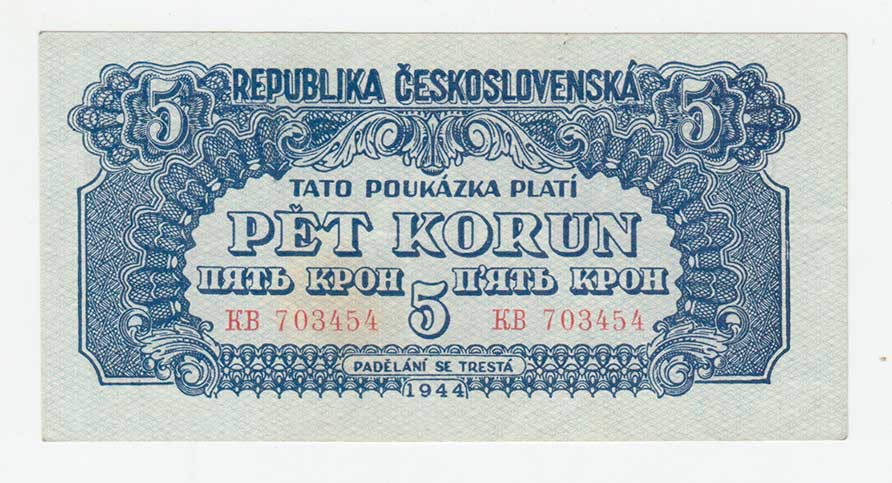 5 REPUBLIKA ČESKOSLOVENSKÁ 5
TATO POUKÁZKA PLATÍ
PĚT KORUN
ПЯТЬ КРОН П'ЯТЬ КРОН
КВ 703454 5 КВ 703454
PADĚLÁNÍ SE TRESTÁ
1944